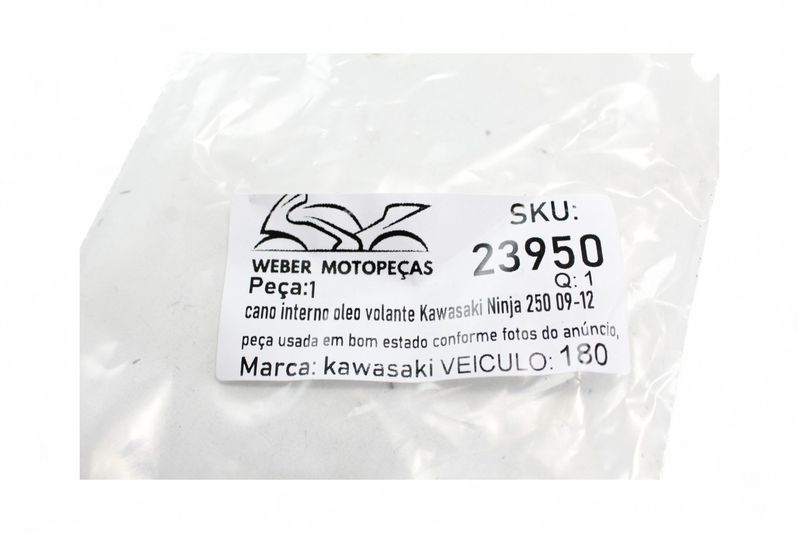 SKU:
WEBER MOTOPEÇAS 23950
Peça:1 Q: 1
cano interno oleo volante Kawasaki Ninja 250 09-12
peça usada em bom estado conforme fotos do anúncio,
Marca: kawasaki VEICULO: 180